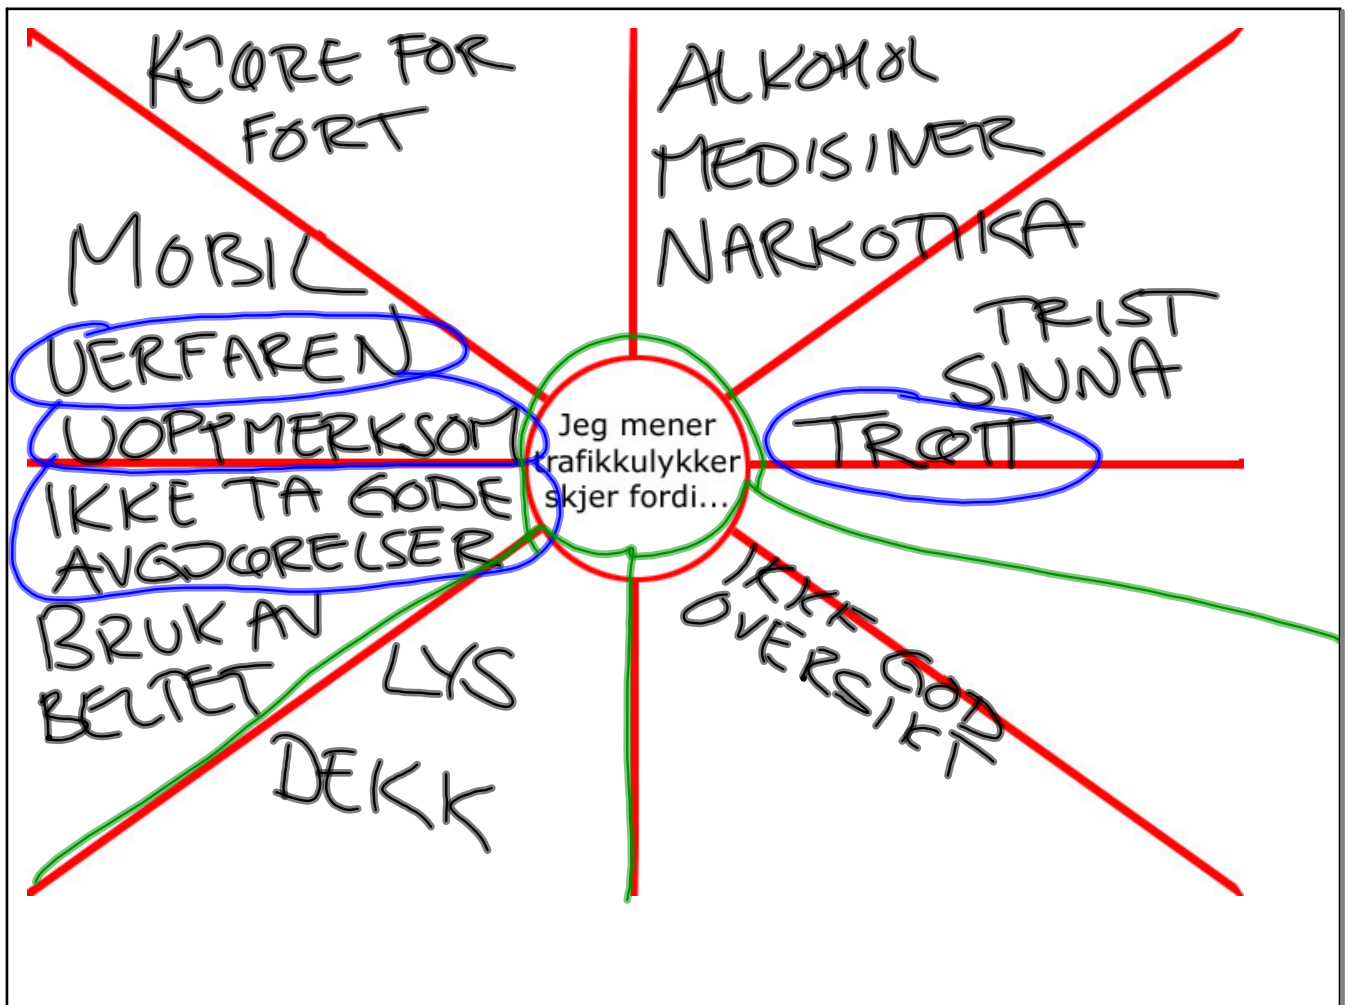 KJØRE FOR
FORT
ALKOHOL
MEDISINER
NARKOTIKA
MOBIL
UERFAREN
UOPPMERKSOM
IKKE TA GODE
AVGJØRELSER
BRUK AV
BELTET
LYS
DEKK
TRIST
SINNA
TRØTT
Jeg mener
trafikkulykker
skjer fordi...
IKKE GOD
OVERSIKT